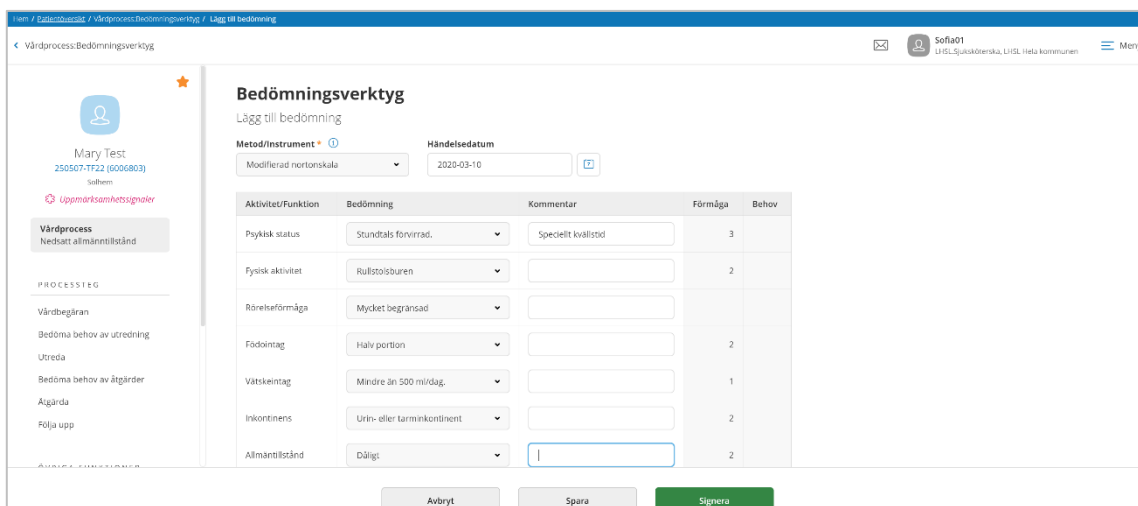 Hem / Patientöversikt / Vårdprocess:Bedömningsverktyg / Lägg till bedömning
Vårdprocess:Bedömningsverktyg
Sofia01
LHSL.Sjuksköterska, LHSL Hela kommunen
Meny
Mary Test
250507-TF22 (6006803)
Solhem
Uppmärksamhetssignaler
Vårdprocess
Nedsatt allmänntillstånd
PROCESSTEG
Vårdbegäran
Bedöma behov av utredning
Utreda
Bedöma behov av åtgärder
Åtgärda
Följa upp
Bedömningsverktyg
Lägg till bedömning
Metod/Instrument * Händelsedatum
Modifierad nortonskala 2020-03-10
Aktivitet/Funktion Bedömning Kommentar Förmåga Behov
Psykisk status Stundtals förvirrad. Speciellt kvällstid 3
Fysisk aktivitet Rullstolsburen 2
Rörelseförmåga Mycket begränsad
Födointag Halv portion 2
Vätskeintag Mindre än 500 ml/dag. 1
Inkontinens Urin- eller tarminkontinent 2
Allmäntillstånd Dåligt 2
Avbryt Spara Signera